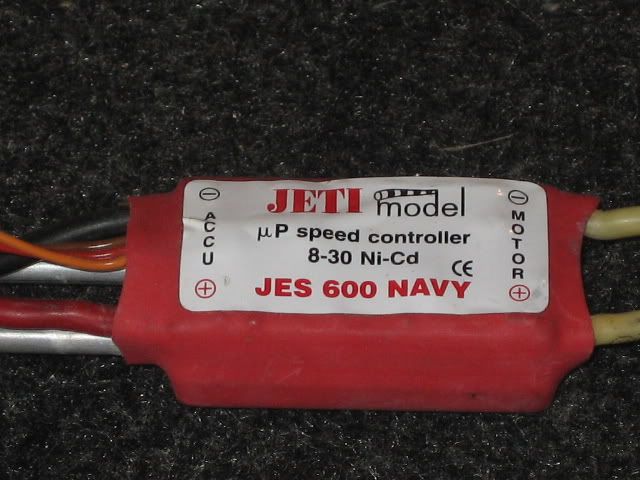 JETI model
μP speed controller
8-30 Ni-Cd
CE
JES 600 NAVY
⊖ ACCU ⊕
⊖ MOTOR ⊕